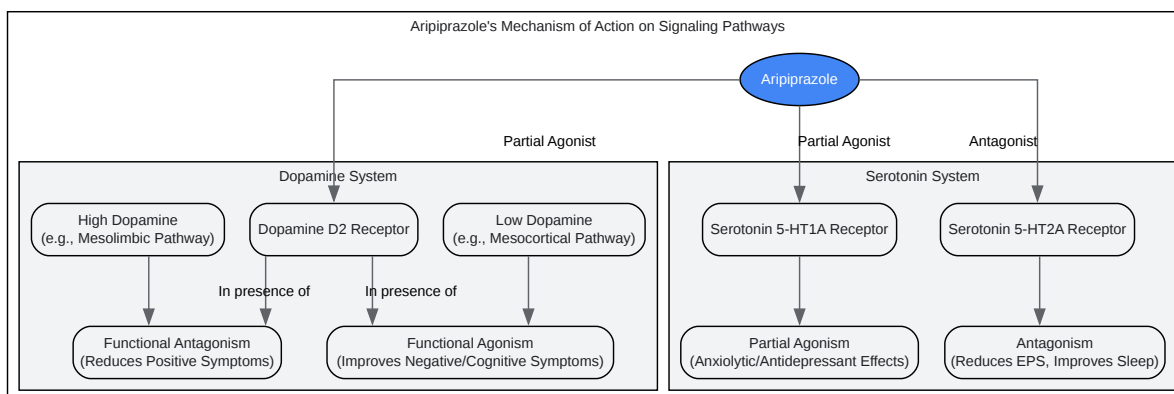 Aripiprazole's Mechanism of Action on Signaling Pathways
Aripiprazole
Partial Agonist
Partial Agonist
Antagonist
Dopamine System
Serotonin System
High Dopamine
(e.g., Mesolimbic Pathway)
Dopamine D2 Receptor
Low Dopamine
(e.g., Mesocortical Pathway)
Serotonin 5-HT1A Receptor
Serotonin 5-HT2A Receptor
In presence of
In presence of
Functional Antagonism
(Reduces Positive Symptoms)
Functional Agonism
(Improves Negative/Cognitive Symptoms)
Partial Agonism
(Anxiolytic/Antidepressant Effects)
Antagonism
(Reduces EPS, Improves Sleep)